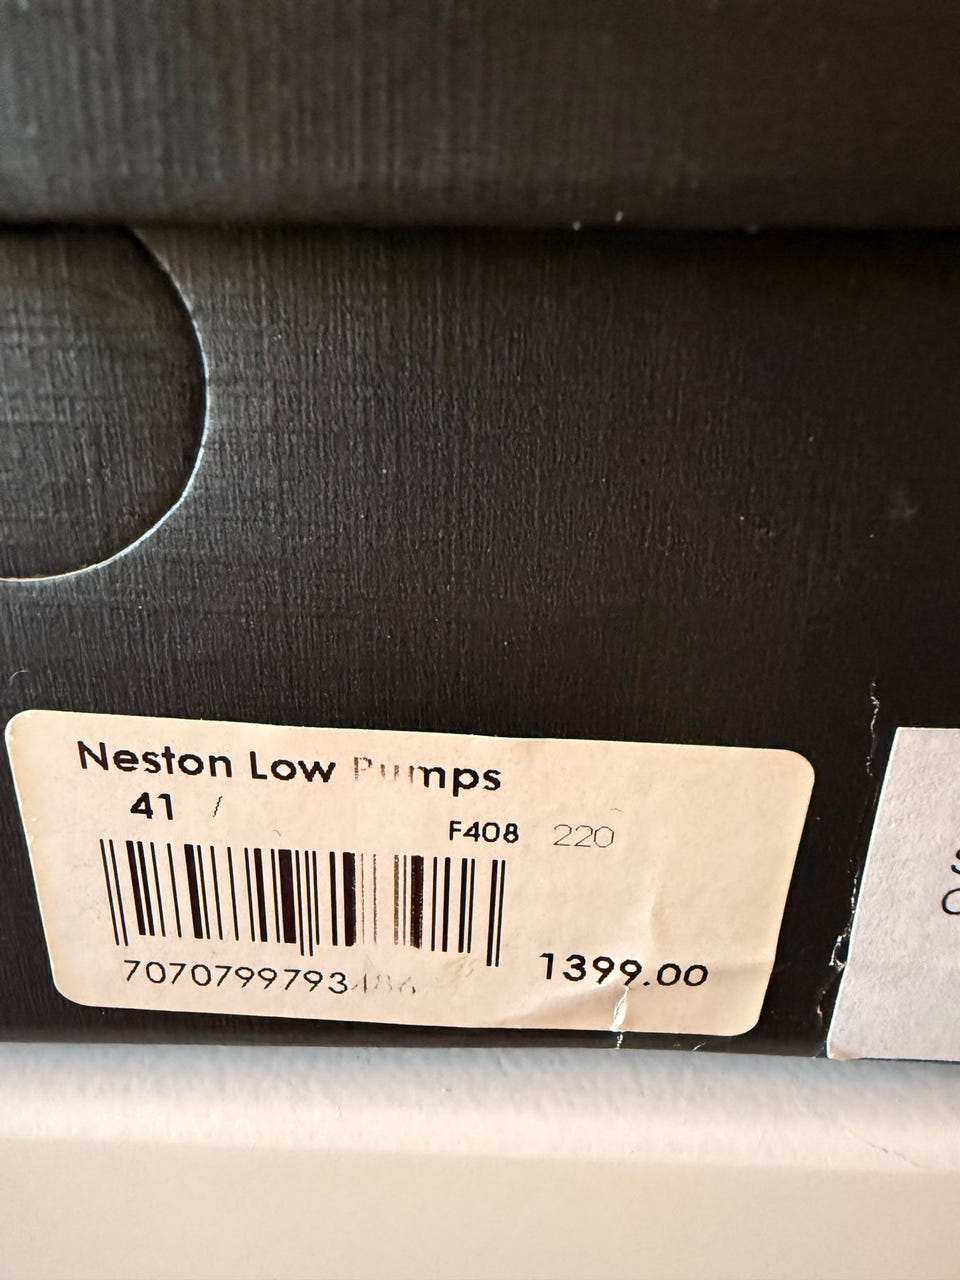 Neston Low Pumps
41 /
F408 220
1399.00